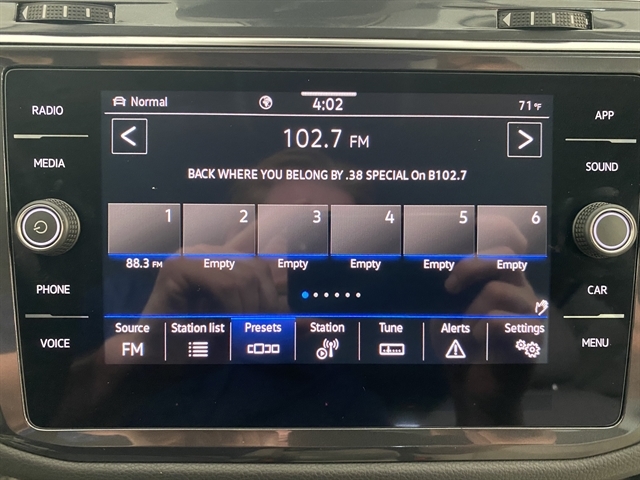 RADIO
MEDIA
PHONE
VOICE
Normal 4:02 71°F
102.7 FM
BACK WHERE YOU BELONG BY .38 SPECIAL On B102.7
1 2 3 4 5 6
88.3 FM Empty Empty Empty Empty Empty
Source Station list Presets Station Tune Alerts Settings
FM
APP
SOUND
CAR
MENU